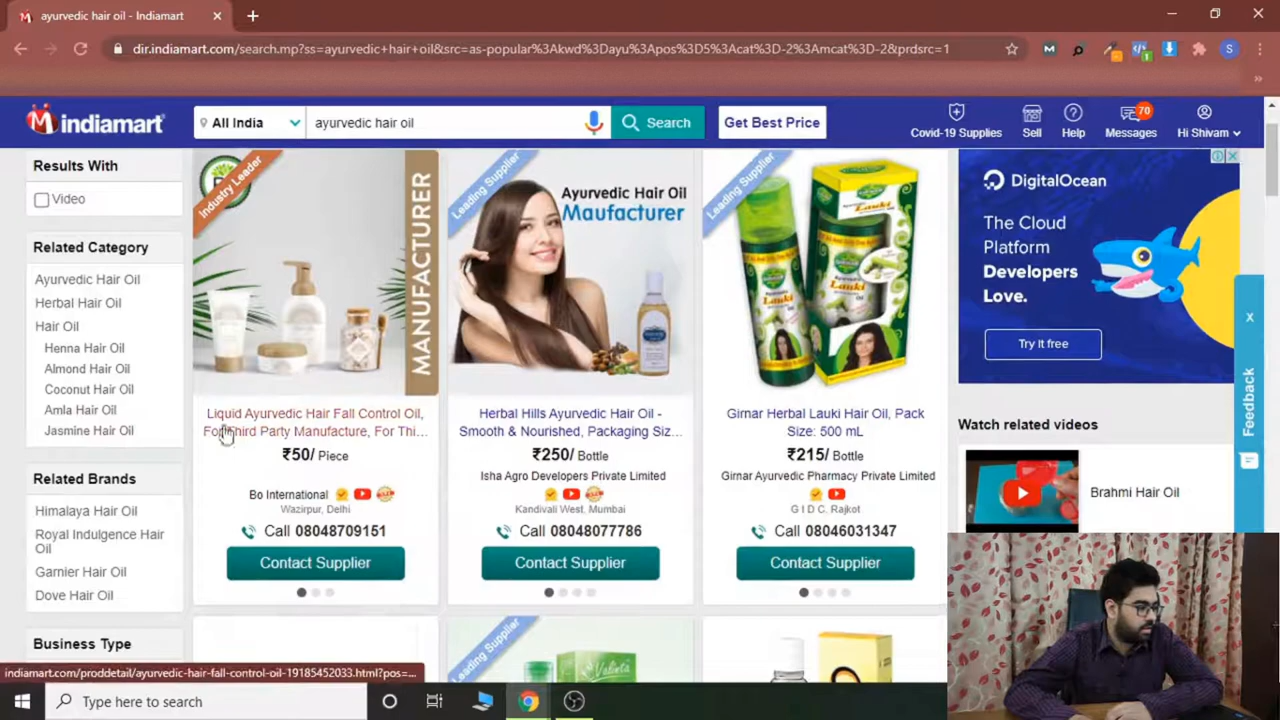 ayurvedic hair oil - Indiamart
dir.indiamart.com/search.mp?ss=ayurvedic+hair+oil&src=as-popular%3Akwd%3Dayu%3Apos%3D5%3Acat%3D-2%3Amcat%3D-2&prdsrc=1
S
indiamart
All India
ayurvedic hair oil
Search
Get Best Price
Covid-19 Supplies
Sell
Help
70
Messages
Hi Shivam
Results With
Video
Related Category
Ayurvedic Hair Oil
Herbal Hair Oil
Hair Oil
Henna Hair Oil
Almond Hair Oil
Coconut Hair Oil
Amla Hair Oil
Jasmine Hair Oil
Related Brands
Himalaya Hair Oil
Royal Indulgence Hair
Oil
Garnier Hair Oil
Dove Hair Oil
Business Type
Industry Leader
MANUFACTURER
Liquid Ayurvedic Hair Fall Control Oil,
For Third Party Manufacture, For Thi...
₹50/ Piece
Bo International
Wazirpur, Delhi
Call 08048709151
Contact Supplier
Leading Supplier
Ayurvedic Hair Oil
Maufacturer
Herbal Hills Ayurvedic Hair Oil -
Smooth & Nourished, Packaging Siz...
₹250/ Bottle
Isha Agro Developers Private Limited
Kandivali West, Mumbai
Call 08048077786
Contact Supplier
Leading Supplier
Lauki
Lauki
Girnar Herbal Lauki Hair Oil, Pack
Size: 500 mL
₹215/ Bottle
Girnar Ayurvedic Pharmacy Private Limited
G I D C, Rajkot
Call 08046031347
Contact Supplier
Leading Supplier
DigitalOcean
The Cloud
Platform
Developers
Love.
Try It free
x
Feedback
Watch related videos
Brahmi Hair Oil
indiamart.com/proddetail/ayurvedic-hair-fall-control-oil-19185452033.html?pos=...
Type here to search